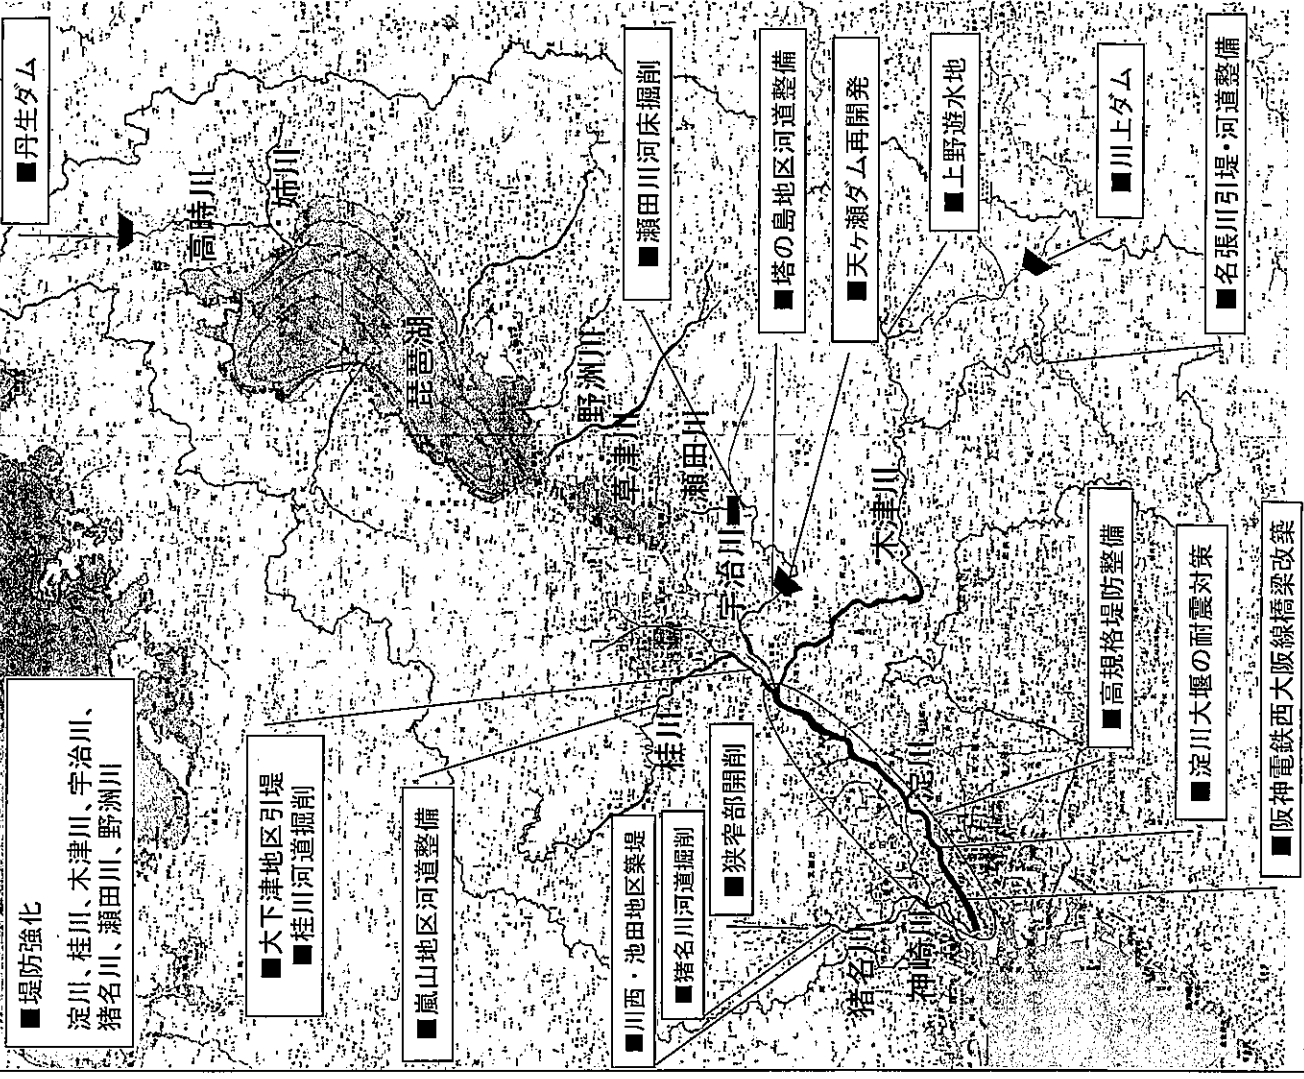 ■堤防強化
淀川、桂川、木津川、宇治川、
猪名川、瀬田川、野洲川
■大下津地区引堤
■桂川河道掘削
■嵐山地区河道整備
■川西・池田地区築堤
■猪名川河道掘削
■狭窄部開削
■丹生ダム
■瀬田川河床掘削
■塔の島地区河道整備
■天ヶ瀬ダム再開発
■上野遊水地
■川上ダム
■名張川引堤・河道整備
■高規格堤防整備
■淀川大堰の耐震対策
■阪神電鉄西大阪線橋梁改築
高時川
姉川
琵琶湖
野洲川
草津川
瀬田川
宇治川
木津川
桂川
淀川
猪名川
神崎川